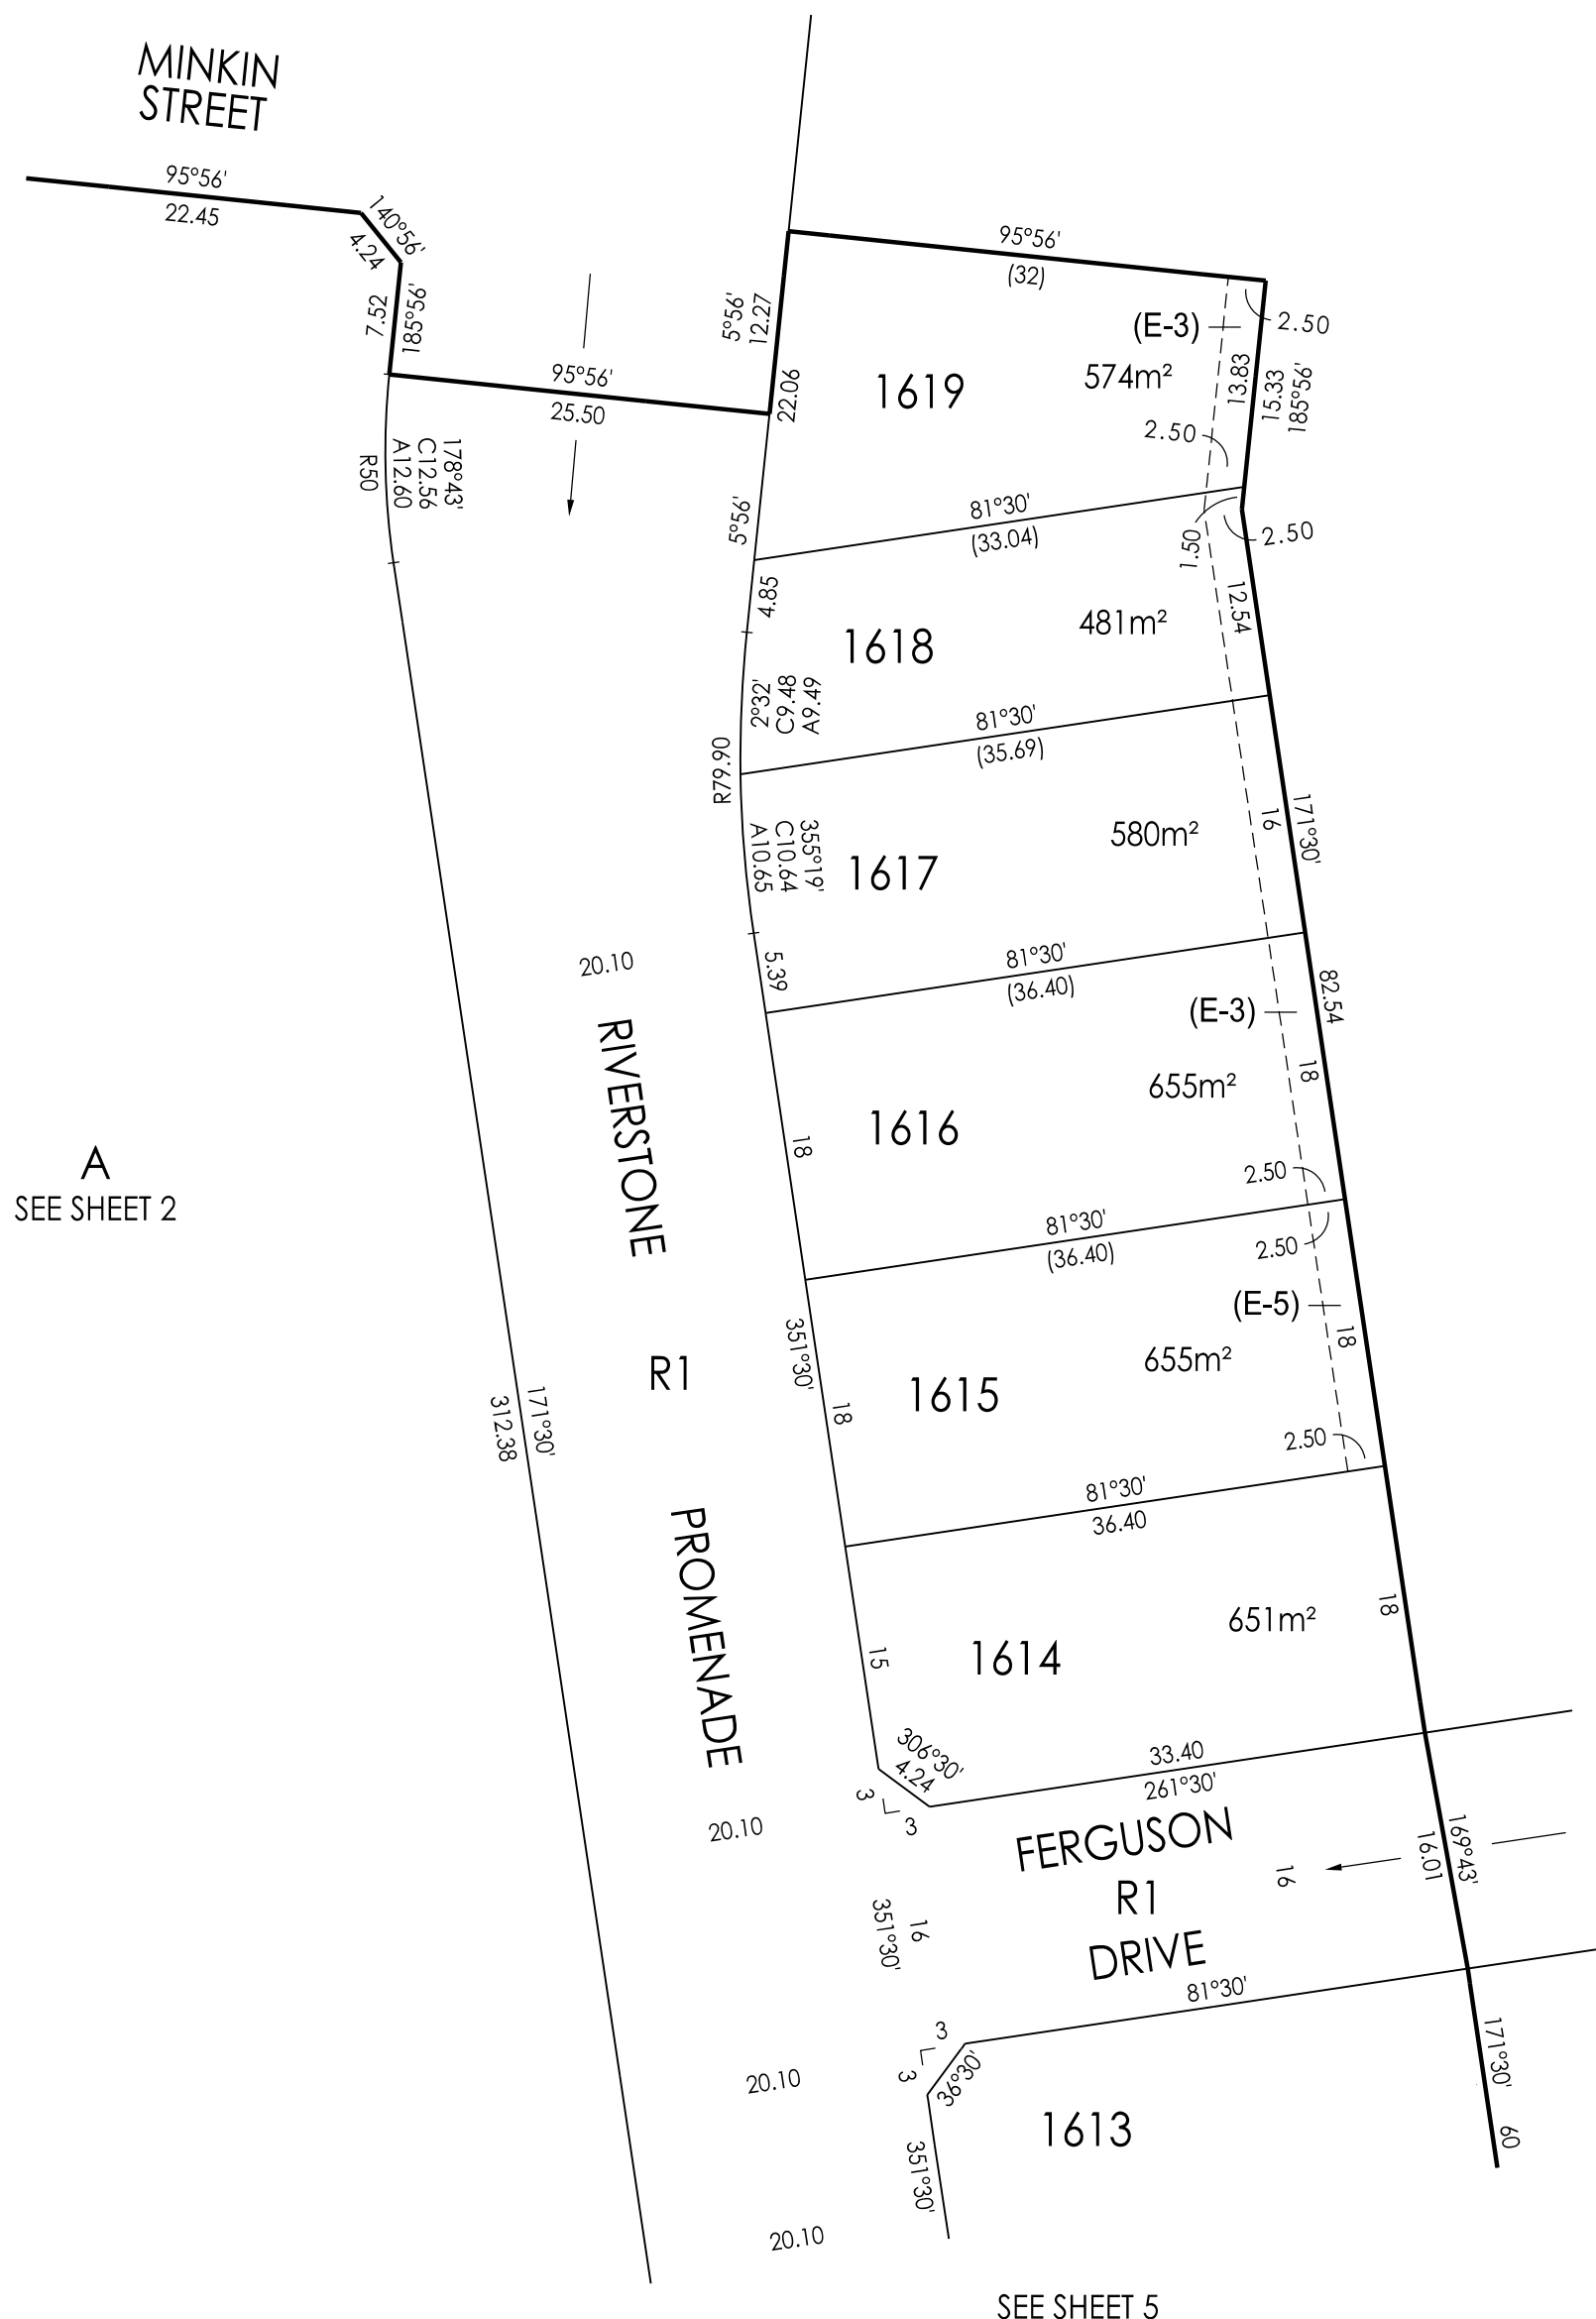 MINKIN
STREET
95°56'
22.45
140°56'
4.24
7.52
185°56'
95°56'
25.50
5°56'
12.27
22.06
95°56'
(32)
(E-3)
2.50
1619
574m²
13.83
15.33
185°56'
2.50
R50
A12.60
C12.56
178°43'
5°56'
81°30'
(33.04)
1.50
2.50
4.85
12.54
1618
481m²
2°32'
C9.48
A9.49
R79.90
81°30'
(35.69)
1617
580m²
16
171°30'
A10.65
C10.64
355°19'
20.10
5.39
81°30'
(36.40)
(E-3)
82.54
RIVERSTONE
18
655m²
1616
18
2.50
A
SEE SHEET 2
81°30'
(36.40)
2.50
(E-5)
351°30'
18
655m²
R1
1615
18
312.38
171°30'
2.50
81°30'
36.40
PROMENADE
15
1614
651m²
18
306°30'
4.24
33.40
261°30'
3
3
20.10
FERGUSON
R1
DRIVE
16
16.01
169°43'
351°30'
16
81°30'
3
3
36°30'
20.10
171°30'
60
1613
351°30'
20.10
SEE SHEET 5